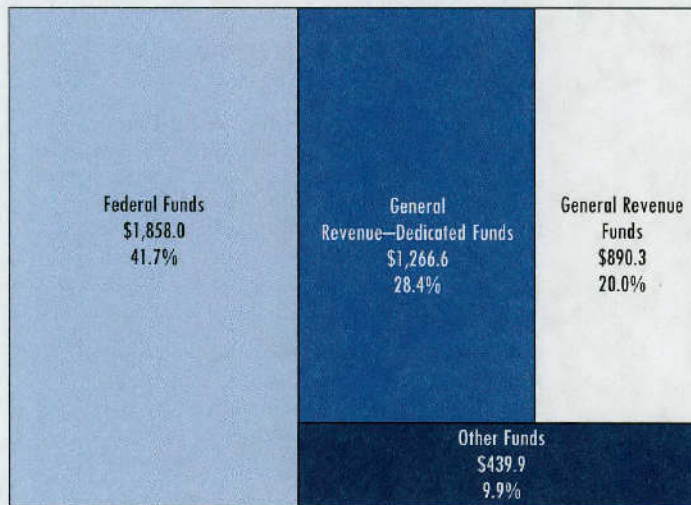 Federal Funds
$1,858.0
41.7%
General
Revenue—Dedicated Funds
$1,266.6
28.4%
General Revenue
Funds
$890.3
20.0%
Other Funds
$439.9
9.9%